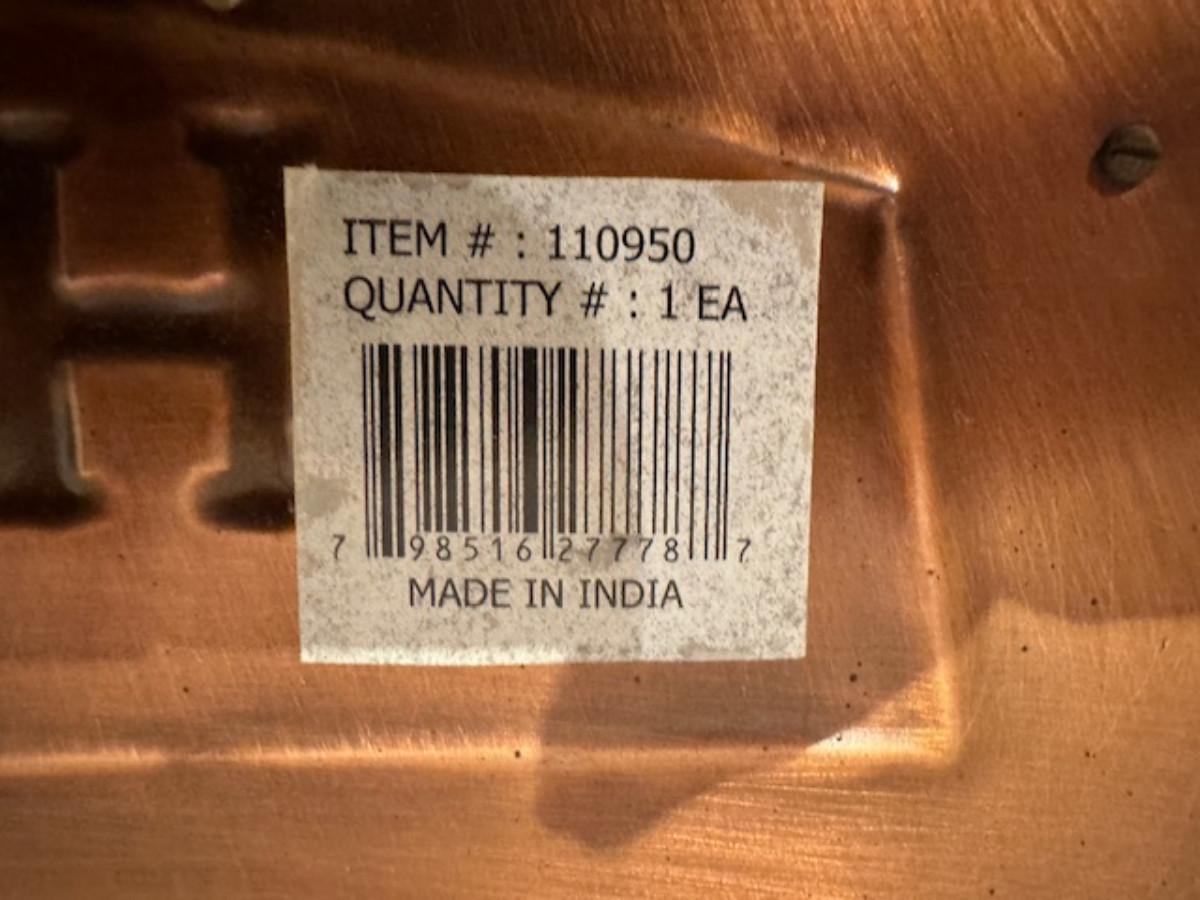 H
ITEM # : 110950
QUANTITY # : 1 EA
7 98516 27778 7
MADE IN INDIA